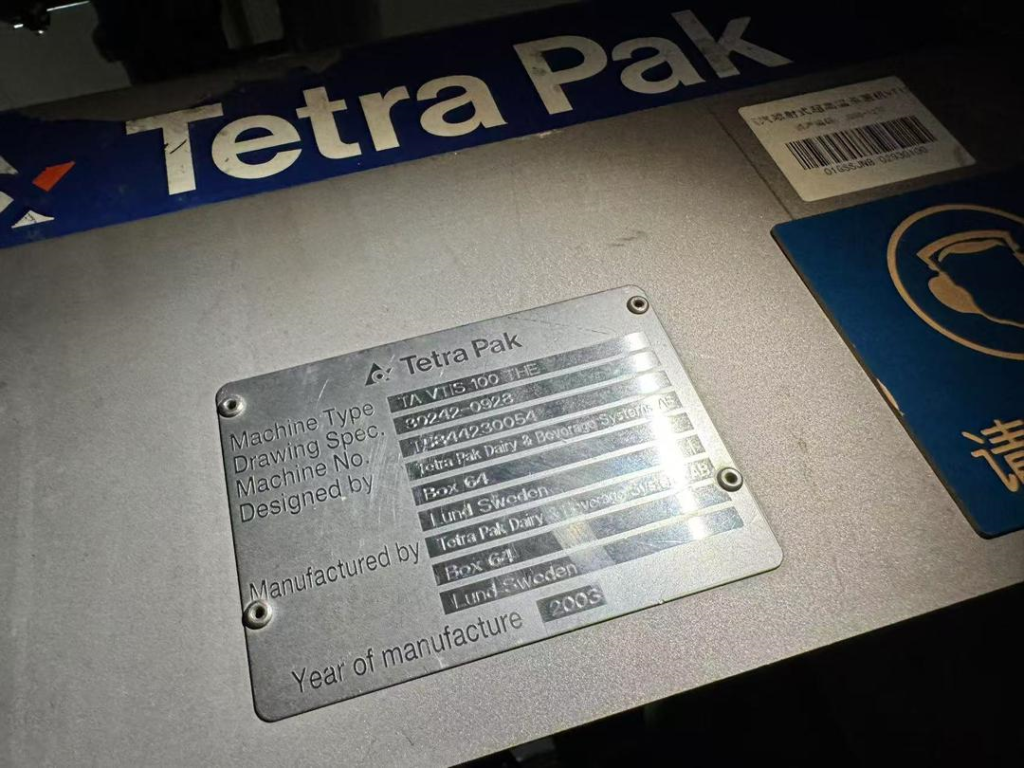 Tetra Pak
Tetra Pak
Machine Type TA VTIS 100 THE
Drawing Spec. 30242-0928
Machine No.
Designed by Tetra Pak Dairy & Beverage Systems AB
Box 64
Lund Sweden
Manufactured by Tetra Pak Dairy & Beverage AB
Box 64
Lund Sweden
Year of manufacture 2003
请